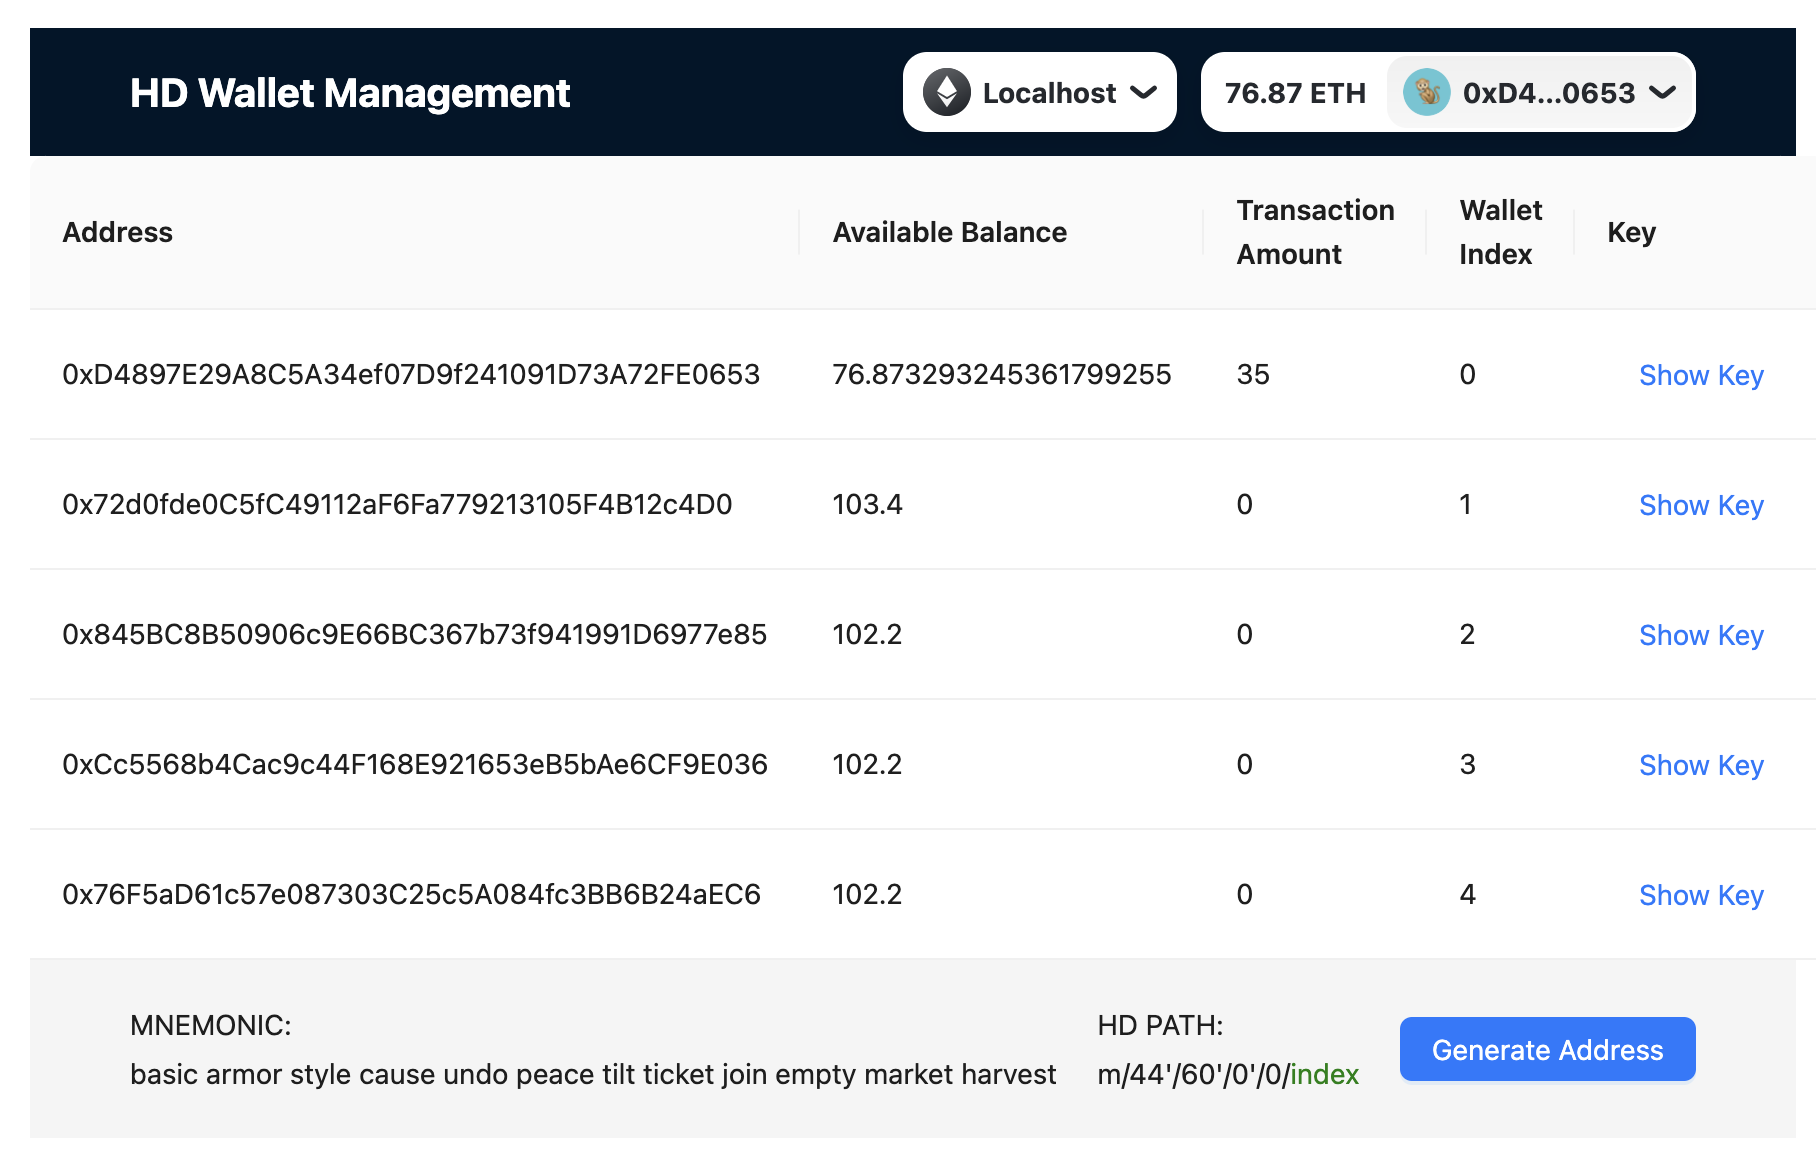 HD Wallet Management
Localhost
76.87 ETH
0xD4...0653
Address
Available Balance
Transaction
Amount
Wallet
Index
Key
0xD4897E29A8C5A34ef07D9f241091D73A72FE0653 76.873293245361799255 35 0 Show Key
0x72d0fde0C5fC49112aF6Fa779213105F4B12c4D0 103.4 0 1 Show Key
0x845BC8B50906c9E66BC367b73f941991D6977e85 102.2 0 2 Show Key
0xCc5568b4Cac9c44F168E921653eB5bAe6CF9E036 102.2 0 3 Show Key
0x76F5aD61c57e087303C25c5A084fc3BB6B24aEC6 102.2 0 4 Show Key
MNEMONIC:
basic armor style cause undo peace tilt ticket join empty market harvest
HD PATH:
m/44'/60'/0'/0/index
Generate Address